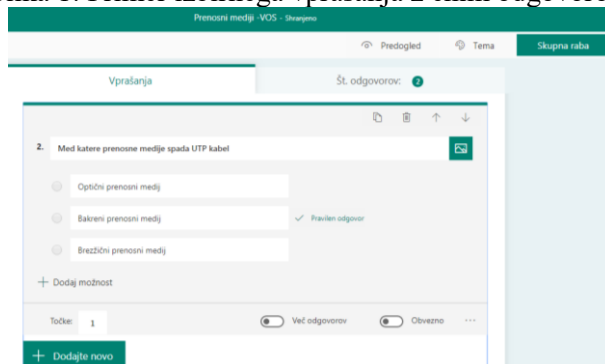 Prenosni mediji -VOS - Shranjeno
Predogled Tema Skupna raba
Vprašanja Št. odgovorov: 2
2. Med katere prenosne medije spada UTP kabel
Optični prenosni medij
Bakreni prenosni medij Pravilen odgovor
Brezžični prenosni medij
Dodaj možnost
Točke: 1 Več odgovorov Obvezno
Dodajte novo